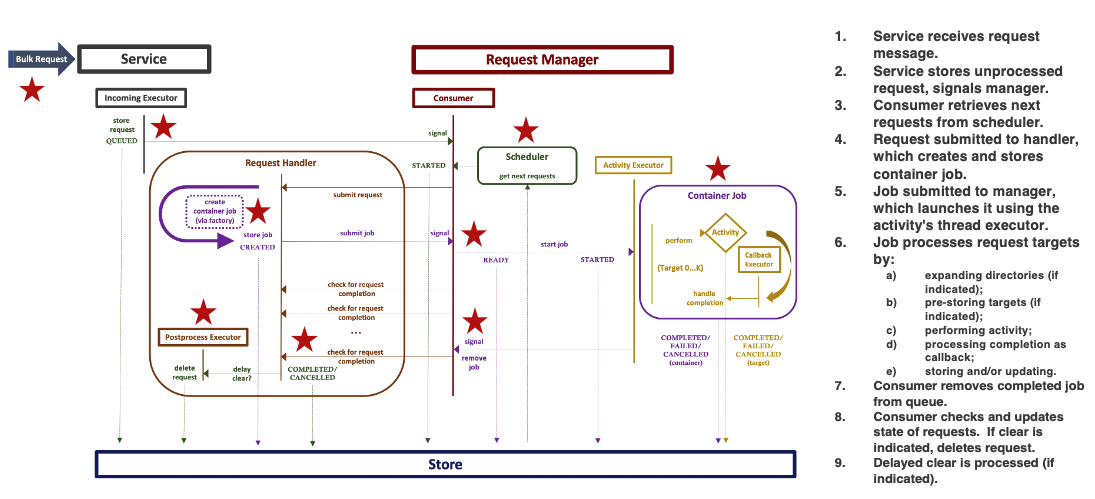 Bulk Request
Service
Request Manager
Incoming Executor
Consumer
store
request
QUEUED
signal
Request Handler
STARTED
Scheduler
get next requests
Activity Executor
submit request
create
container job
(via factory)
store job
CREATED
submit job
signal
READY
start job
STARTED
Container Job
perform
Activity
Callback
Executor
(Target 0...K)
handle
completion
check for request
completion
check for request
completion
...
check for request
completion
Postprocess Executor
signal
remove
job
COMPLETED/
FAILED/
CANCELLED
(container)
COMPLETED/
FAILED/
CANCELLED
(target)
delete
request
delay
clear?
COMPLETED/
CANCELLED
Store
1. Service receives request
message.
2. Service stores unprocessed
request, signals manager.
3. Consumer retrieves next
requests from scheduler.
4. Request submitted to handler,
which creates and stores
container job.
5. Job submitted to manager,
which launches it using the
activity's thread executor.
6. Job processes request targets
by:
a) expanding directories (if
indicated);
b) pre-storing targets (if
indicated);
c) performing activity;
d) processing completion as
callback;
e) storing and/or updating.
7. Consumer removes completed job
from queue.
8. Consumer checks and updates
state of requests. If clear is
indicated, deletes request.
9. Delayed clear is processed (if
indicated).